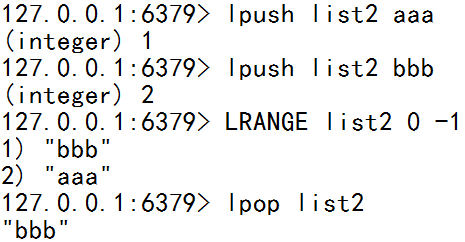 127.0.0.1:6379> lpush list2 aaa
(integer) 1
127.0.0.1:6379> lpush list2 bbb
(integer) 2
127.0.0.1:6379> LRANGE list2 0 -1
1) "bbb"
2) "aaa"
127.0.0.1:6379> lpop list2
"bbb"